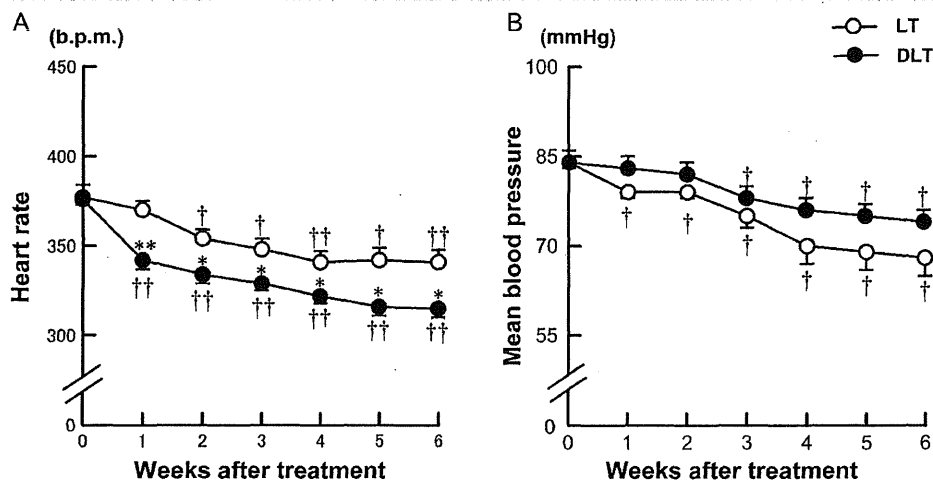 A
(b.p.m.)
Heart rate
450
400
350
300
0
† † †† † ††
** * * * * *
†† †† †† †† †† ††
0 1 2 3 4 5 6
Weeks after treatment
B
(mmHg)
LT
DLT
Mean blood pressure
100
85
70
55
0
† † † †
† † † † † †
0 1 2 3 4 5 6
Weeks after treatment